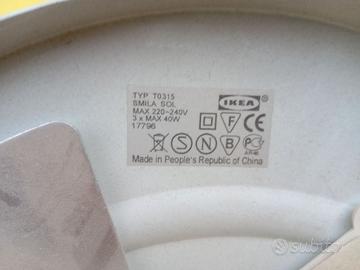 TYP T0315
SMILA SOL
MAX 220-240V
3 x MAX 40W
17796
IKEA
F CE
S N B
Made in People's Republic of China
subito